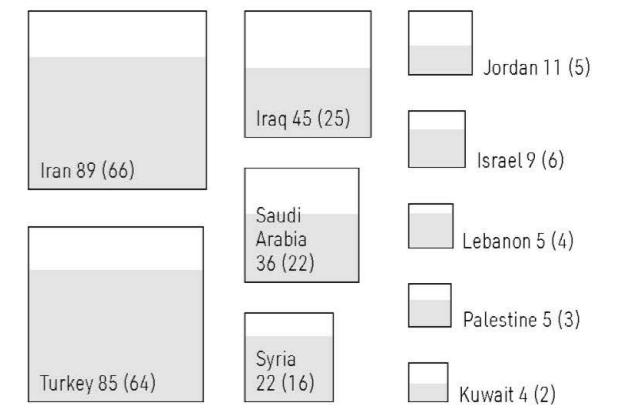 Iran 89 (66)
Turkey 85 (64)
Iraq 45 (25)
Saudi
Arabia
36 (22)
Syria
22 (16)
Jordan 11 (5)
Israel 9 (6)
Lebanon 5 (4)
Palestine 5 (3)
Kuwait 4 (2)